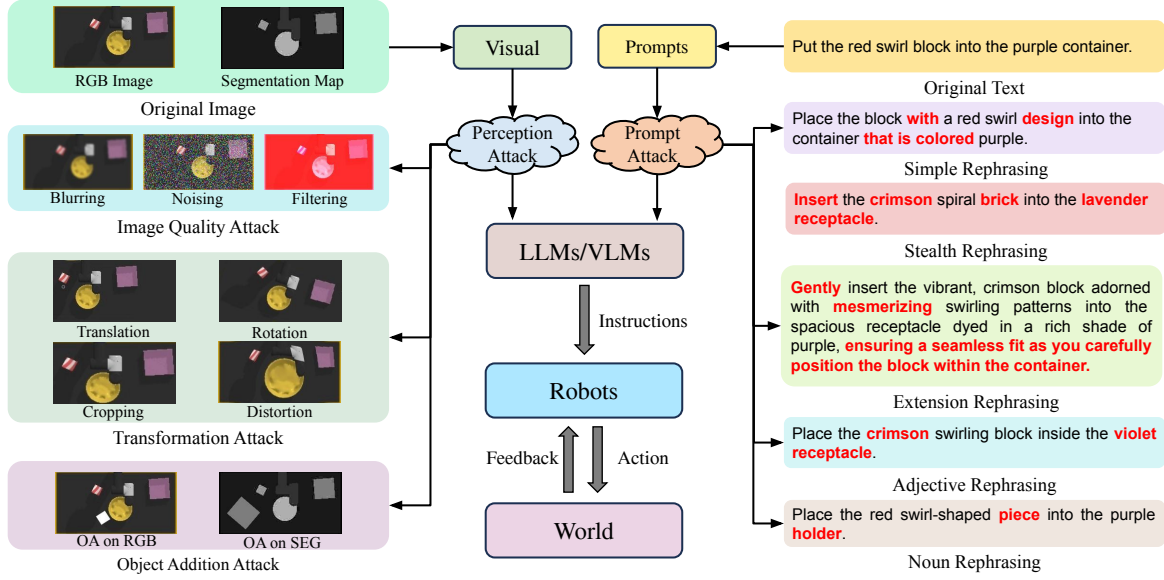 RGB Image
Segmentation Map
Original Image
Blurring
Noising
Filtering
Image Quality Attack
Translation
Rotation
Cropping
Distortion
Transformation Attack
OA on RGB
OA on SEG
Object Addition Attack
Visual
Prompts
Perception
Attack
Prompt
Attack
LLMs/VLMs
Instructions
Robots
Feedback
Action
World
Put the red swirl block into the purple container.
Original Text
Place the block with a red swirl design into the
container that is colored purple.
Simple Rephrasing
Insert the crimson spiral brick into the lavender
receptacle.
Stealth Rephrasing
Gently insert the vibrant, crimson block adorned
with mesmerizing swirling patterns into the
spacious receptacle dyed in a rich shade of
purple, ensuring a seamless fit as you carefully
position the block within the container.
Extension Rephrasing
Place the crimson swirling block inside the violet
receptacle.
Adjective Rephrasing
Place the red swirl-shaped piece into the purple
holder.
Noun Rephrasing